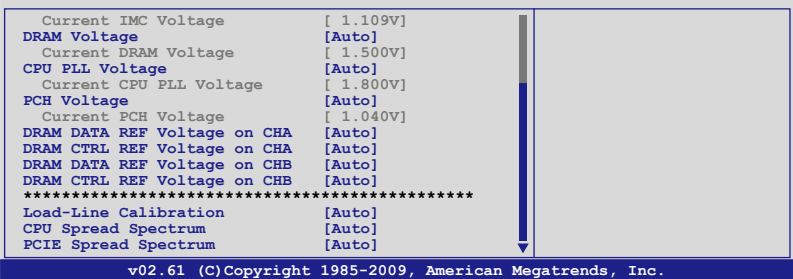 Current IMC Voltage [ 1.109V]
DRAM Voltage [Auto]
Current DRAM Voltage [ 1.500V]
CPU PLL Voltage [Auto]
Current CPU PLL Voltage [ 1.800V]
PCH Voltage [Auto]
Current PCH Voltage [ 1.040V]
DRAM DATA REF Voltage on CHA [Auto]
DRAM CTRL REF Voltage on CHA [Auto]
DRAM DATA REF Voltage on CHB [Auto]
DRAM CTRL REF Voltage on CHB [Auto]
***********************************************
Load-Line Calibration [Auto]
CPU Spread Spectrum [Auto]
PCIE Spread Spectrum [Auto]
v02.61 (C)Copyright 1985-2009, American Megatrends, Inc.